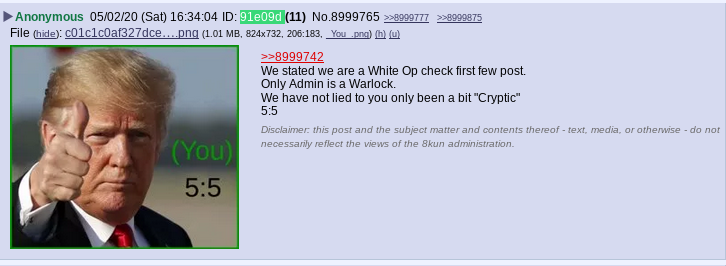 ▶Anonymous 05/02/20 (Sat) 16:34:04 ID: 91e09d (11) No.8999765 >>8999777 >>8999875
File (hide): c01c1c0af327dce….png (1.01 MB, 824x732, 206:183, _You_.png) (h) (u)
>>8999742
We stated we are a White Op check first few post.
Only Admin is a Warlock.
We have not lied to you only been a bit "Cryptic"
5:5
Disclaimer: this post and the subject matter and contents thereof - text, media, or otherwise - do not
necessarily reflect the views of the 8kun administration.
(You)
5:5